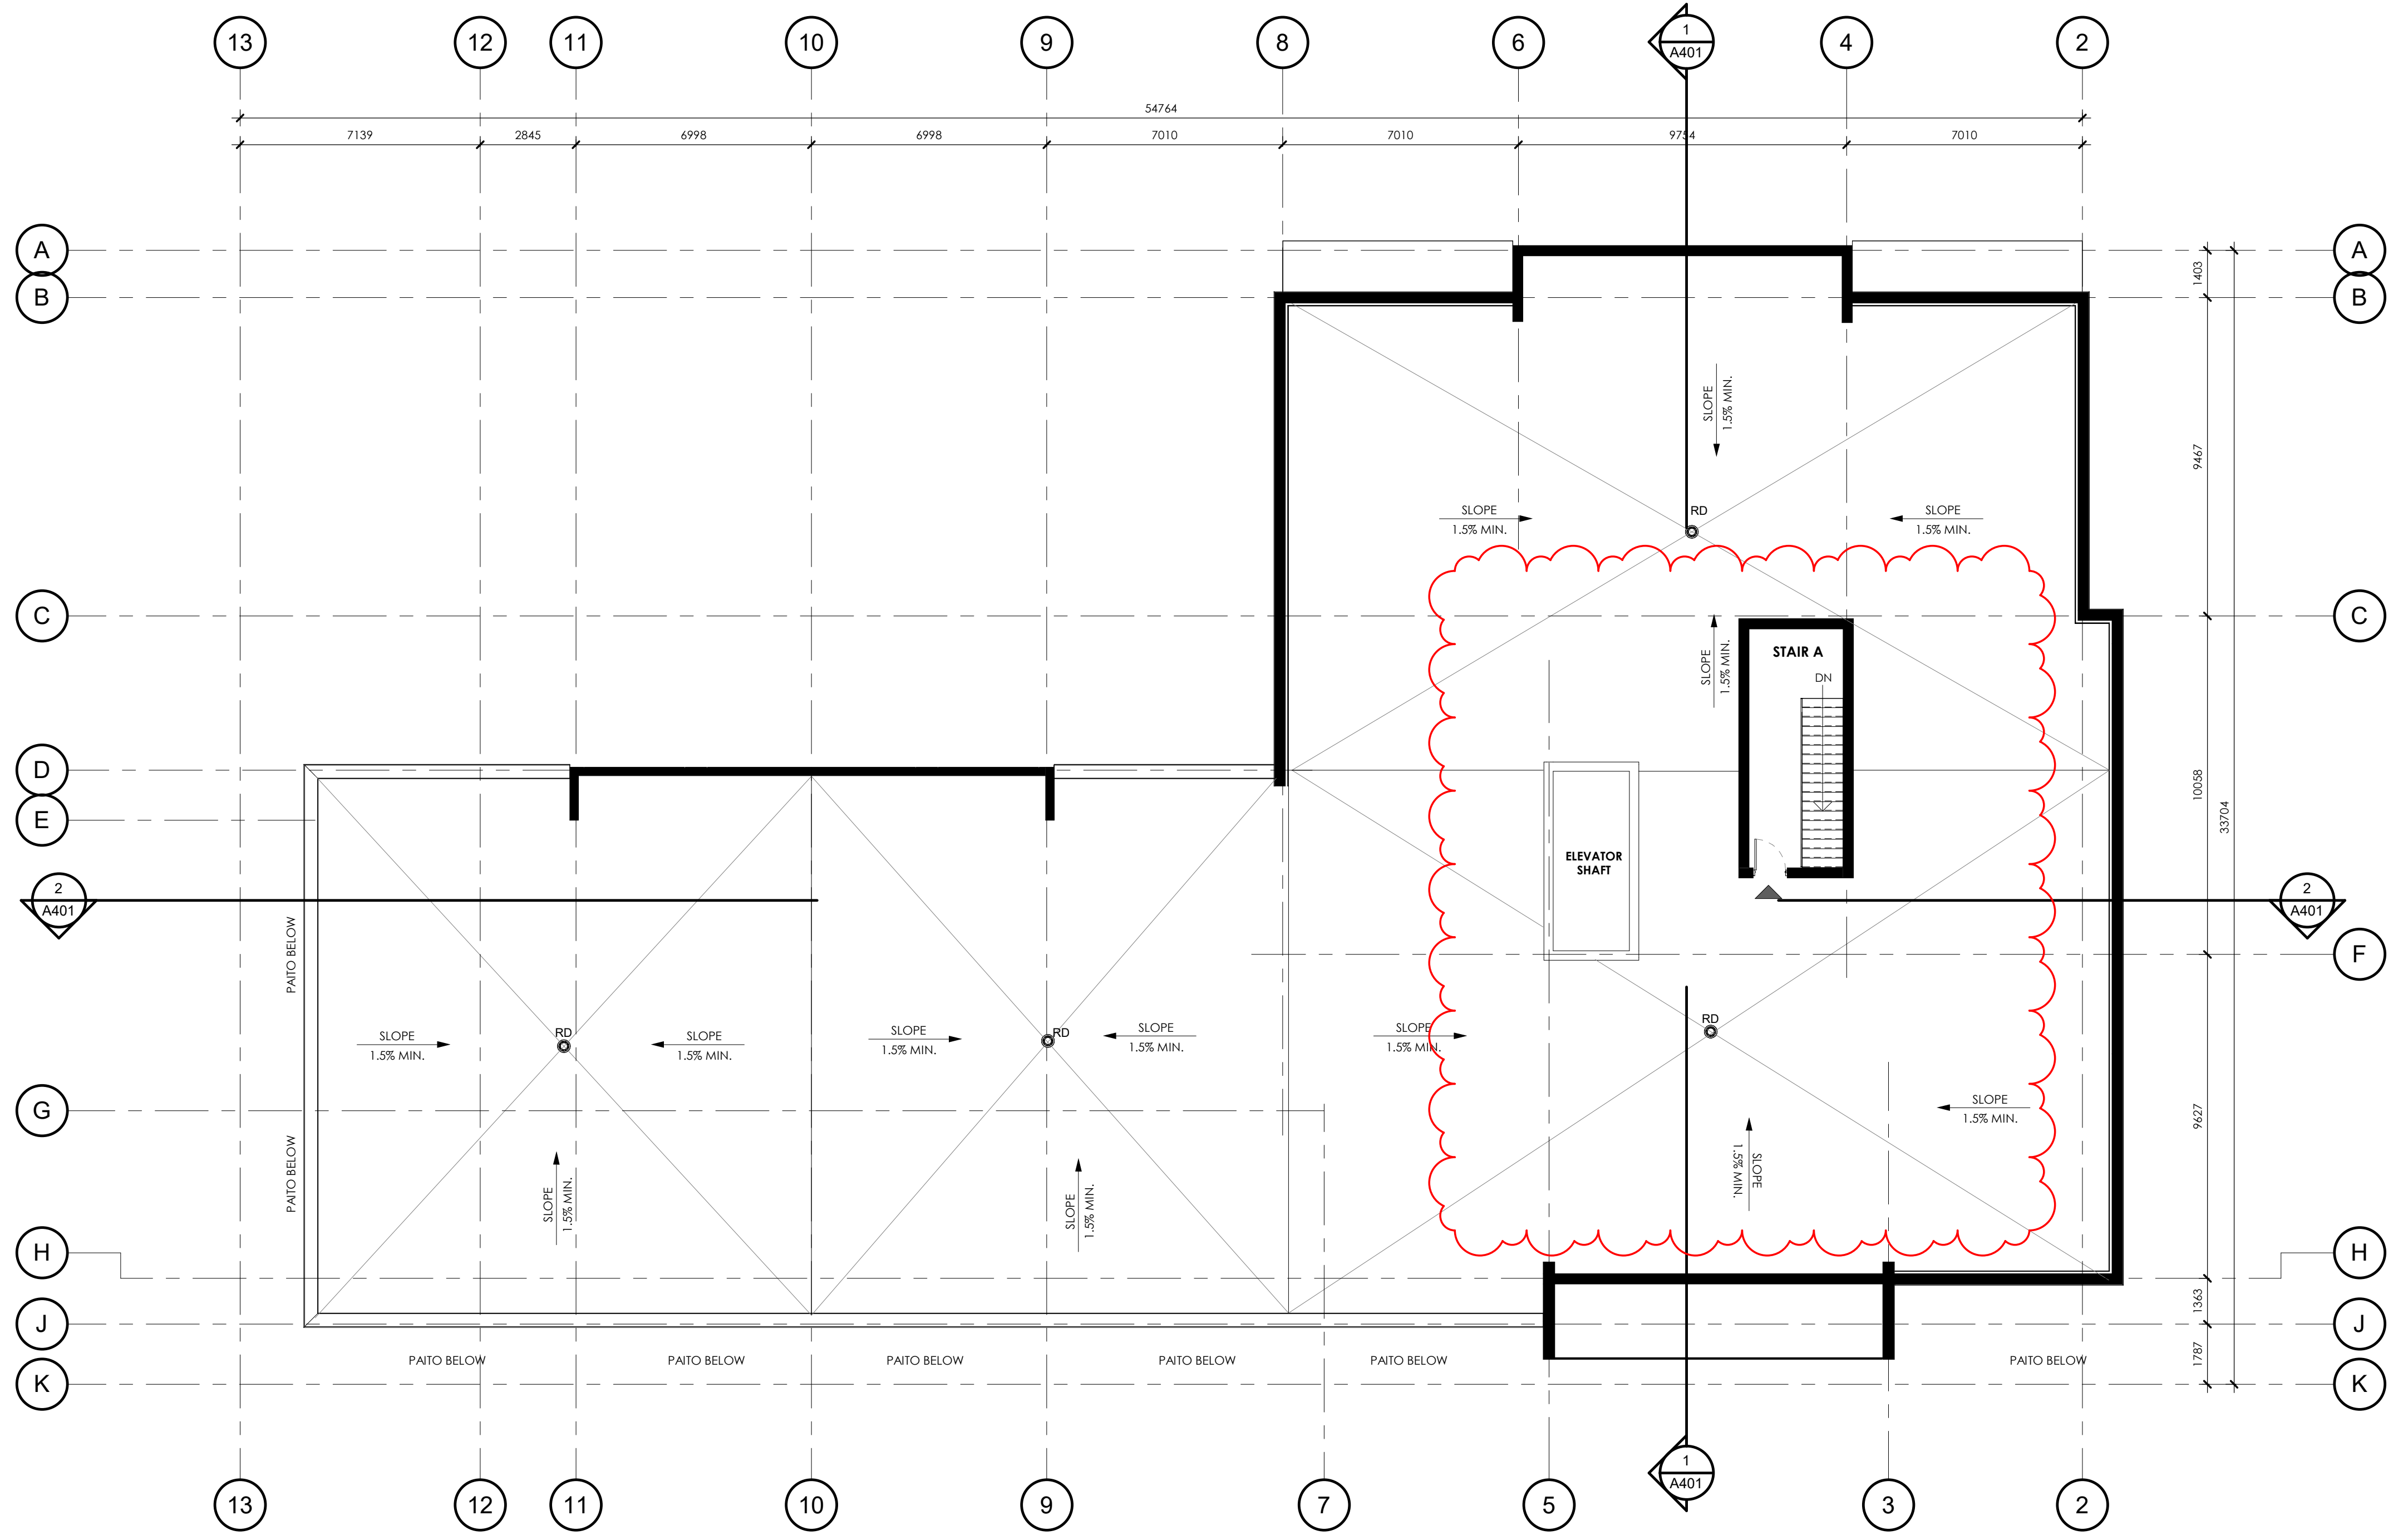 13
12
11
10
9
8
6
1
A401
4
2
54764
7139
2845
6998
6998
7010
7010
9754
7010
A
A
1403
B
B
SLOPE
1.5% MIN.
9467
SLOPE
1.5% MIN.
RD
SLOPE
1.5% MIN.
C
C
SLOPE
1.5% MIN.
STAIR A
DN
D
10058
33704
E
ELEVATOR
SHAFT
2
A401
2
A401
PAITO BELOW
F
SLOPE
1.5% MIN.
RD
SLOPE
1.5% MIN.
SLOPE
1.5% MIN.
RD
SLOPE
1.5% MIN.
SLOPE
1.5% MIN.
RD
G
SLOPE
1.5% MIN.
9627
PAITO BELOW
SLOPE
1.5% MIN.
SLOPE
1.5% MIN.
SLOPE
1.5% MIN.
H
H
1363
J
J
1787
PAITO BELOW
PAITO BELOW
PAITO BELOW
PAITO BELOW
PAITO BELOW
PAITO BELOW
K
K
1
A401
13
12
11
10
9
7
5
3
2